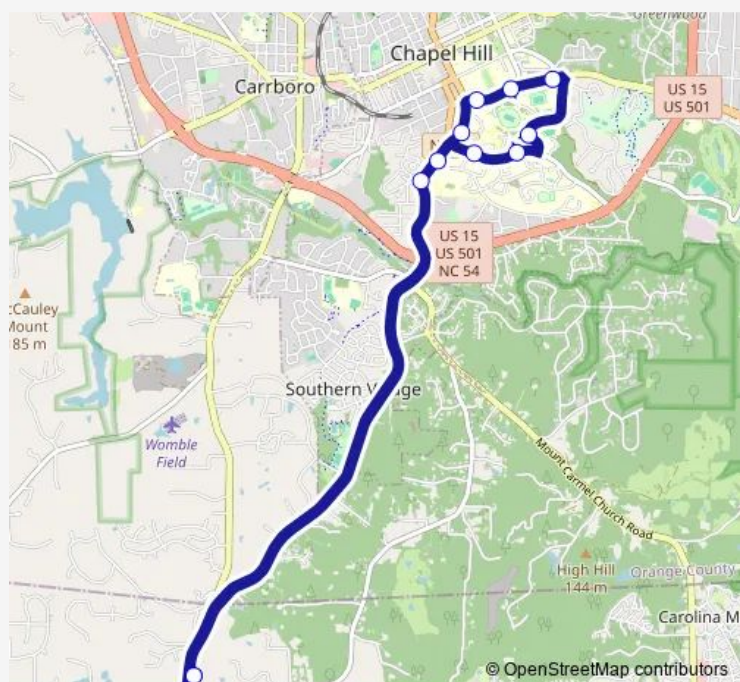 Greenwood
Chapel Hill
Carrboro
US 15
US 501
N
US 15
US 501
NC 54
cCauley
Mount
85 m
Southern V ge
Womble
Field
Mount Carmel Church Road
High Hill
144 m
Orange County
Carolina M
© OpenStreetMap contributors